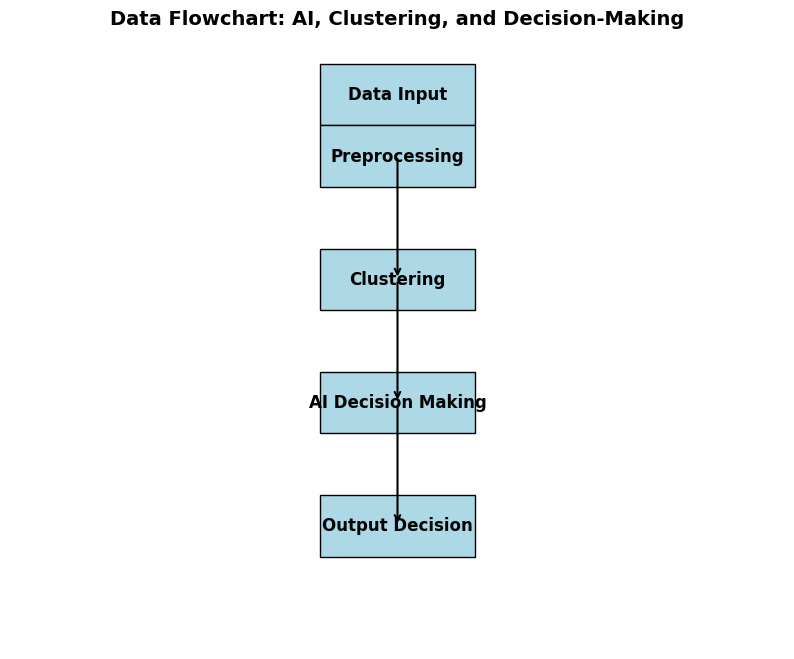 Data Flowchart: AI, Clustering, and Decision-Making
Data Input
Preprocessing
Clustering
AI Decision Making
Output Decision